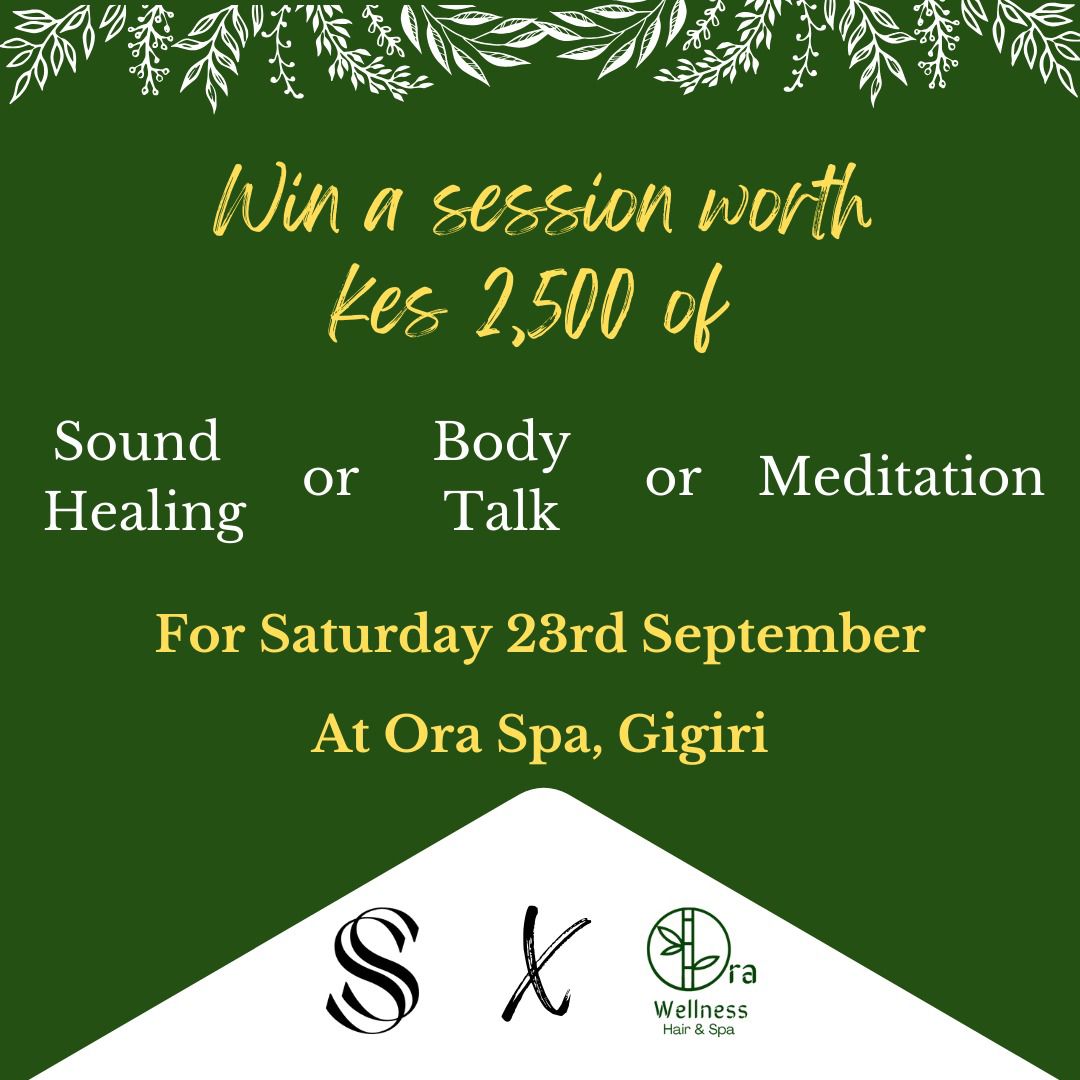 Win a session worth
Kes 2,500 of
Sound Healing or Body Talk or Meditation
For Saturday 23rd September
At Ora Spa, Gigiri
S X Ora
Wellness
Hair & Spa